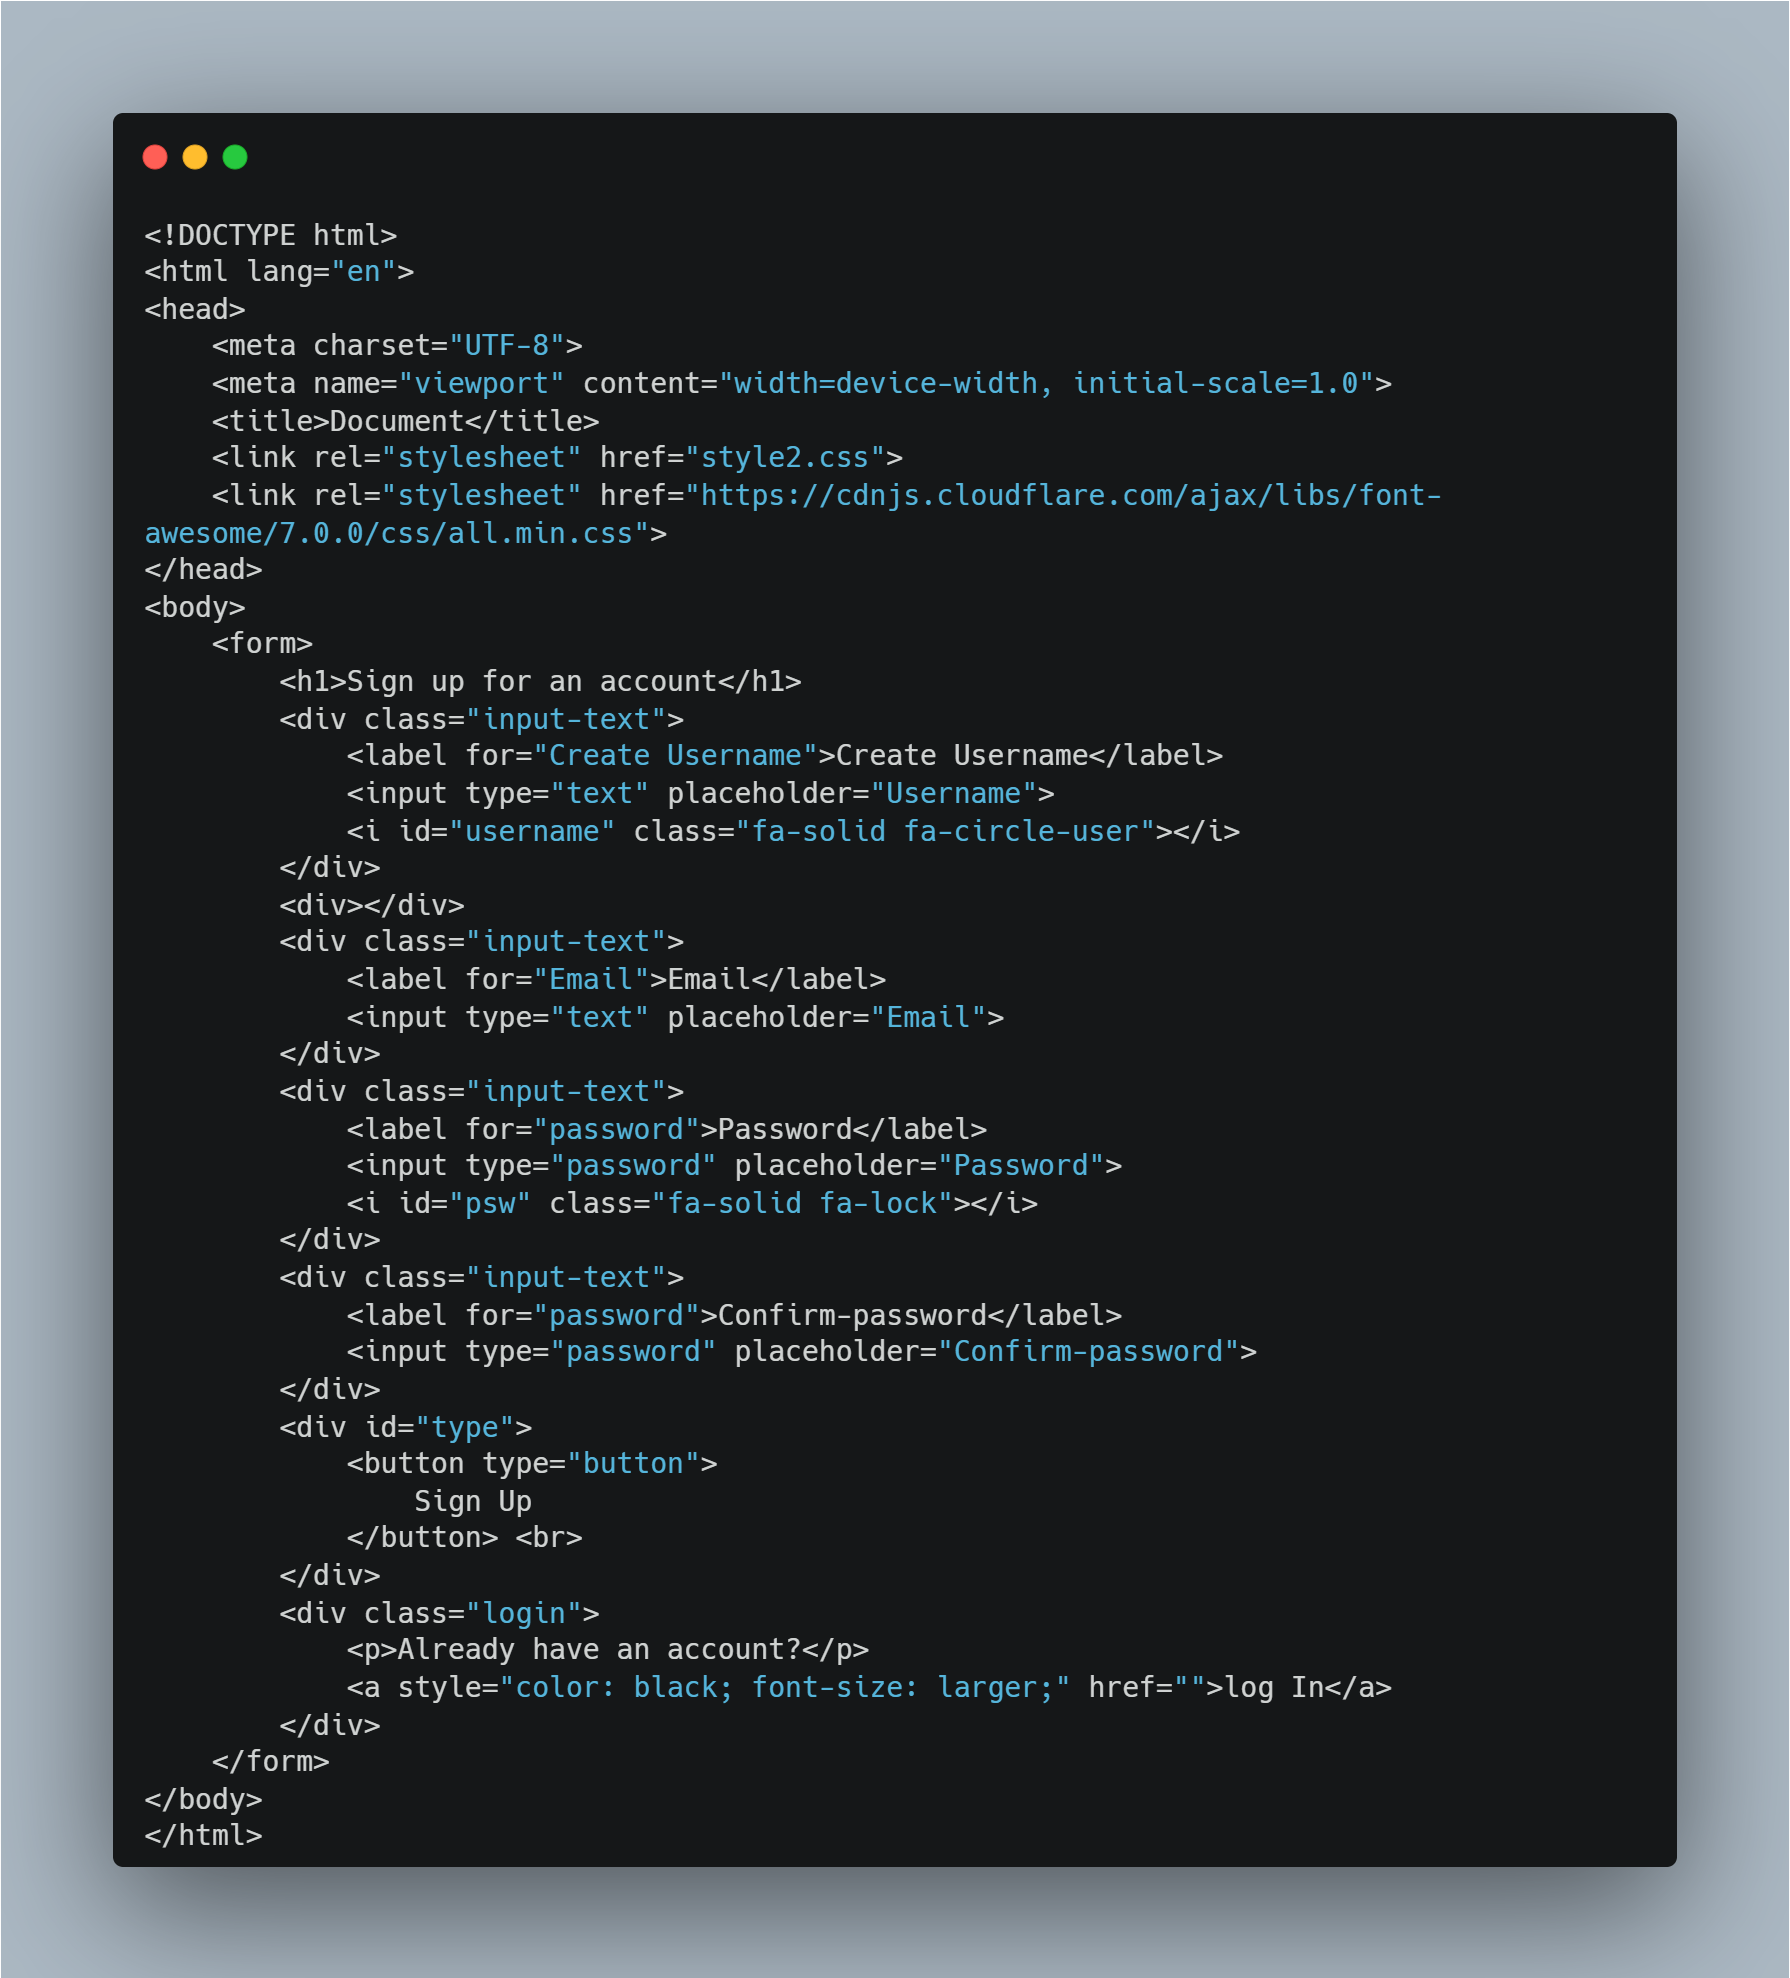 <!DOCTYPE html>
<html lang="en">
<head>
    <meta charset="UTF-8">
    <meta name="viewport" content="width=device-width, initial-scale=1.0">
    <title>Document</title>
    <link rel="stylesheet" href="style2.css">
    <link rel="stylesheet" href="https://cdnjs.cloudflare.com/ajax/libs/font-
awesome/7.0.0/css/all.min.css">
</head>
<body>
    <form>
        <h1>Sign up for an account</h1>
        <div class="input-text">
            <label for="Create Username">Create Username</label>
            <input type="text" placeholder="Username">
            <i id="username" class="fa-solid fa-circle-user"></i>
        </div>
        <div></div>
        <div class="input-text">
            <label for="Email">Email</label>
            <input type="text" placeholder="Email">
        </div>
        <div class="input-text">
            <label for="password">Password</label>
            <input type="password" placeholder="Password">
            <i id="psw" class="fa-solid fa-lock"></i>
        </div>
        <div class="input-text">
            <label for="password">Confirm-password</label>
            <input type="password" placeholder="Confirm-password">
        </div>
        <div id="type">
            <button type="button">
                Sign Up
            </button> <br>
        </div>
        <div class="login">
            <p>Already have an account?</p>
            <a style="color: black; font-size: larger;" href="">log In</a>
        </div>
    </form>
</body>
</html>